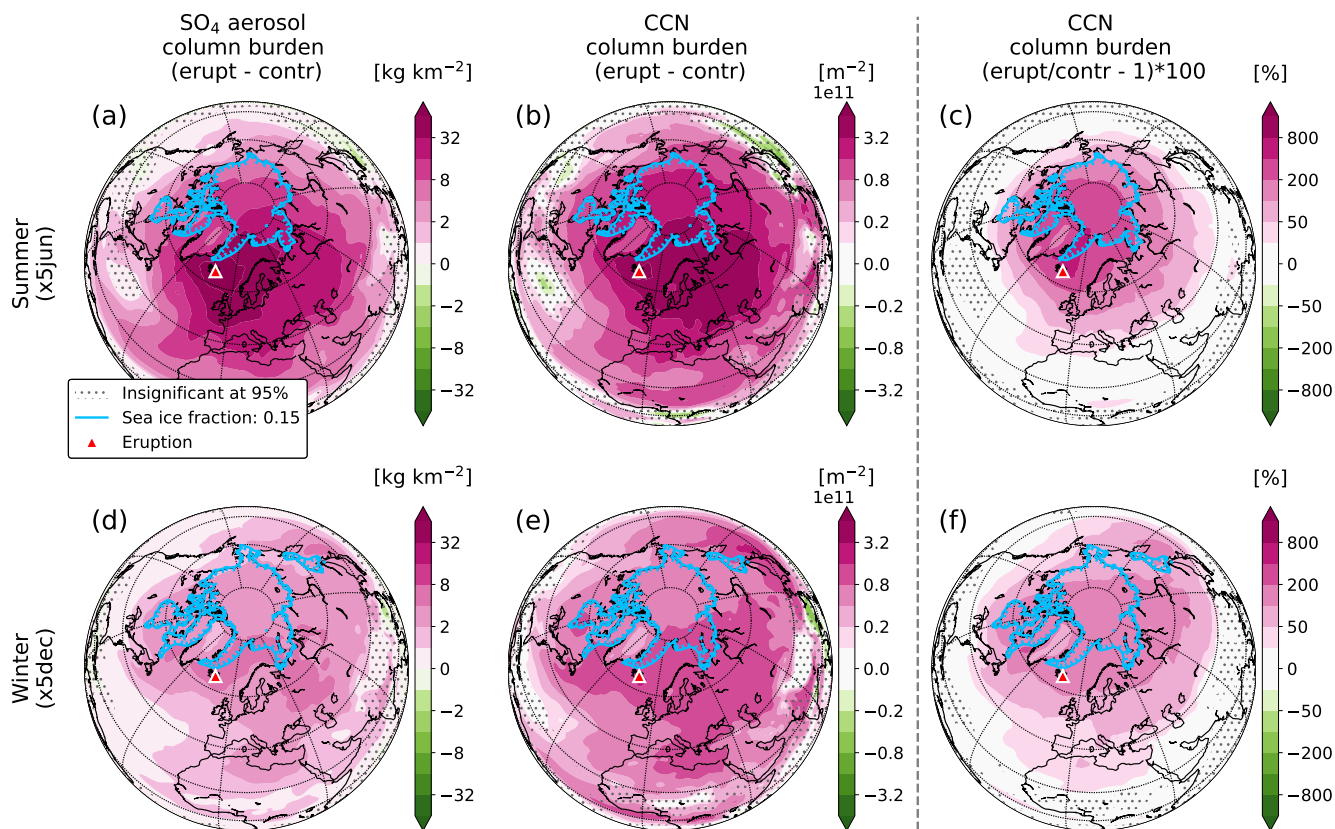 SO₄ aerosol
column burden
(erupt - contr)
CCN
column burden
(erupt - contr)
CCN
column burden
(erupt/contr - 1)*100
[kg km⁻²]
[m⁻²]
1e11
[%]
Summer
(x5jun)
(a)
32
8
2
0.0
−2
−8
−32
(b)
3.2
0.8
0.2
0.0
−0.2
−0.8
−3.2
(c)
800
200
50
0
−50
−200
−800
Insignificant at 95%
Sea ice fraction: 0.15
Eruption
[kg km⁻²]
[m⁻²]
1e11
[%]
Winter
(x5dec)
(d)
32
8
2
0.0
−2
−8
−32
(e)
3.2
0.8
0.2
0.0
−0.2
−0.8
−3.2
(f)
800
200
50
0
−50
−200
−800